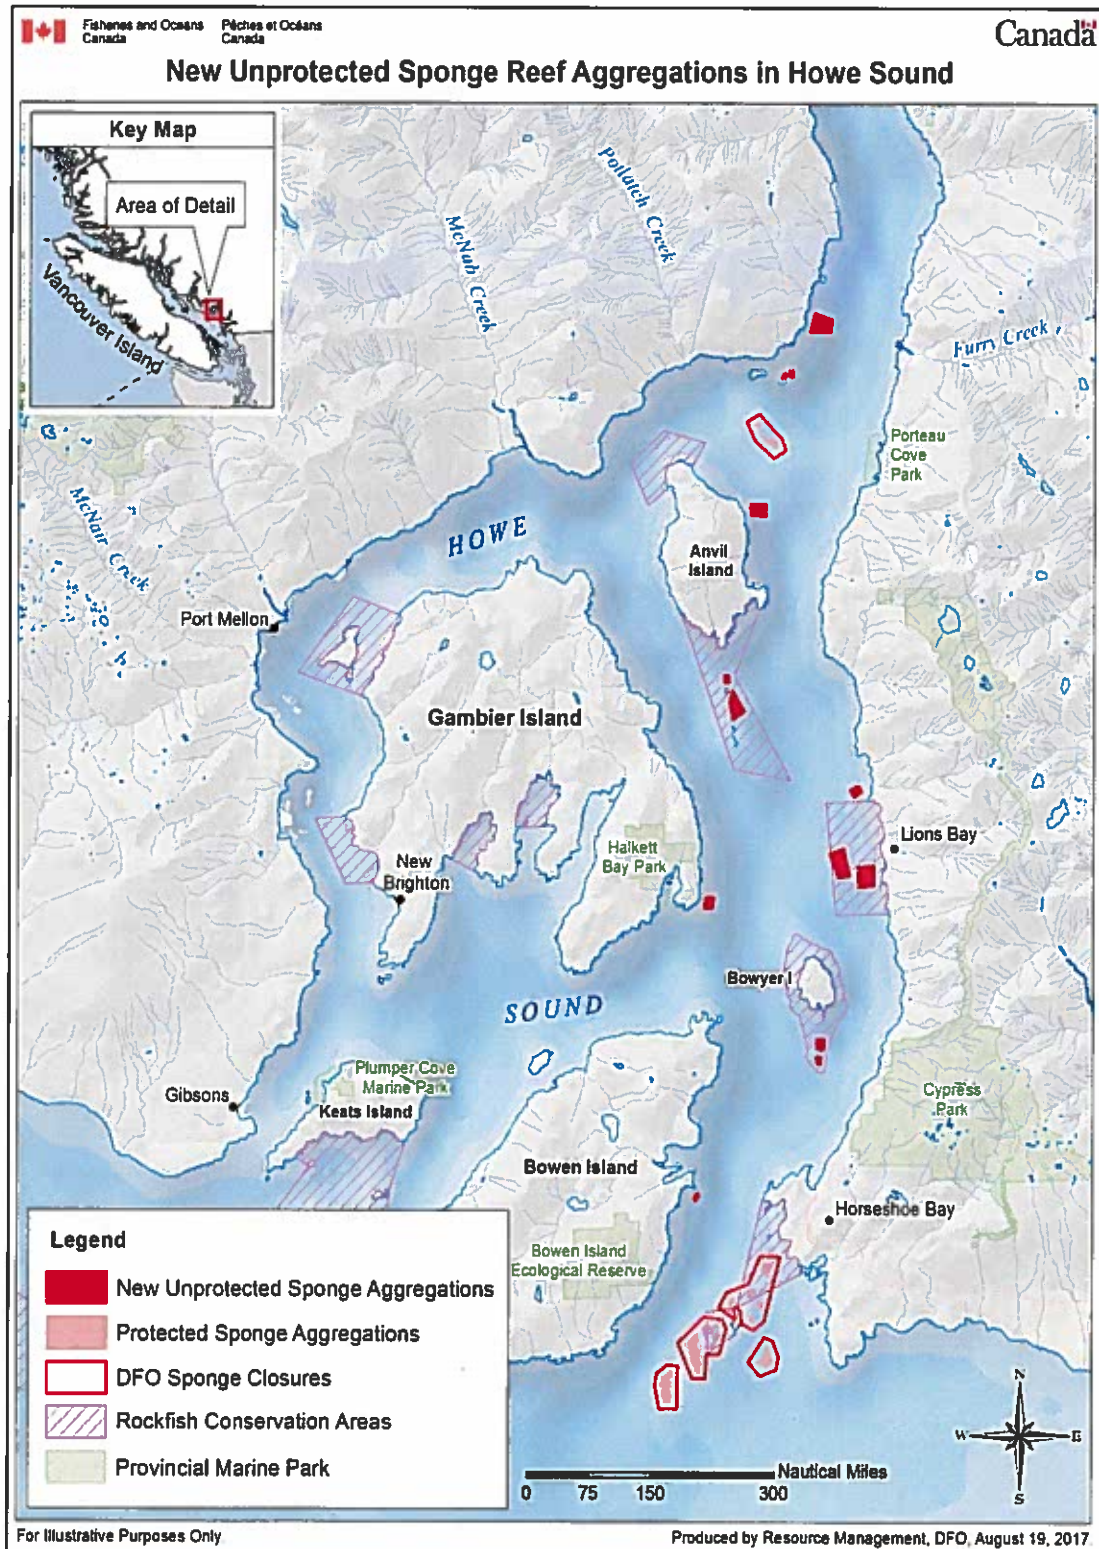 Fisheries and Oceans Pêches et Océans
Canada Canada
Canada
New Unprotected Sponge Reef Aggregations in Howe Sound
Key Map
Area of Detail
Vancouver Island
Potlatch Creek
McNab Creek
Furry Creek
Porteau
Cove
Park
McNair Creek
HOWE
Anvil
Island
Port Mellon
Gambier Island
Lions Bay
Halkett
Bay Park
New
Brighton
Bowyer I
SOUND
Plumper Cove
Marine Park
Keats Island
Gibsons
Cypress
Park
Bowen Island
Horseshoe Bay
Bowen Island
Ecological Reserve
Legend
New Unprotected Sponge Aggregations
Protected Sponge Aggregations
DFO Sponge Closures
Rockfish Conservation Areas
Provincial Marine Park
N
W E
S
Nautical Miles
0 75 150 300
For Illustrative Purposes Only
Produced by Resource Management, DFO, August 19, 2017